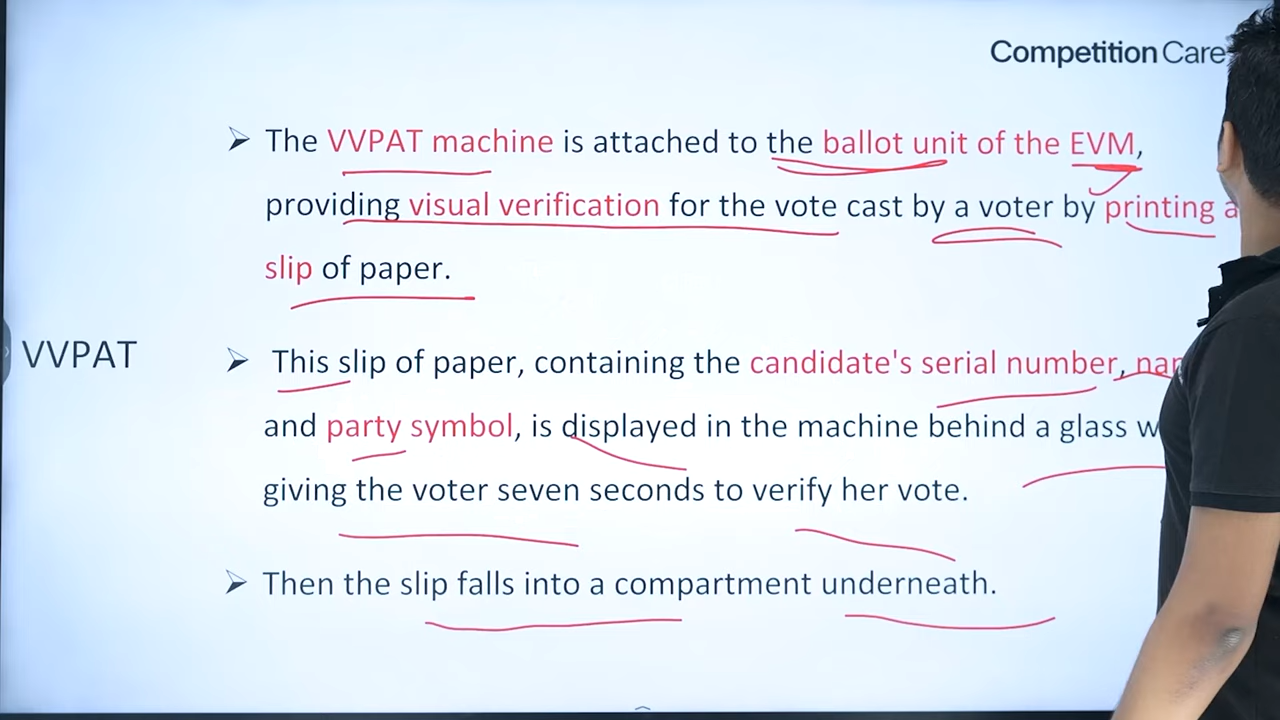 Competition Care
➢ The VVPAT machine is attached to the ballot unit of the EVM,
providing visual verification for the vote cast by a voter by printing a
slip of paper.
VVPAT
➢ This slip of paper, containing the candidate's serial number,
and party symbol, is displayed in the machine behind a glass
giving the voter seven seconds to verify her vote.
➢ Then the slip falls into a compartment underneath.